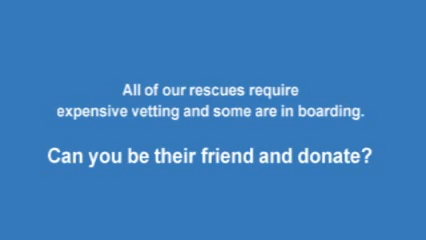 All of our rescues require
expensive vetting and some are in boarding.
Can you be their friend and donate?